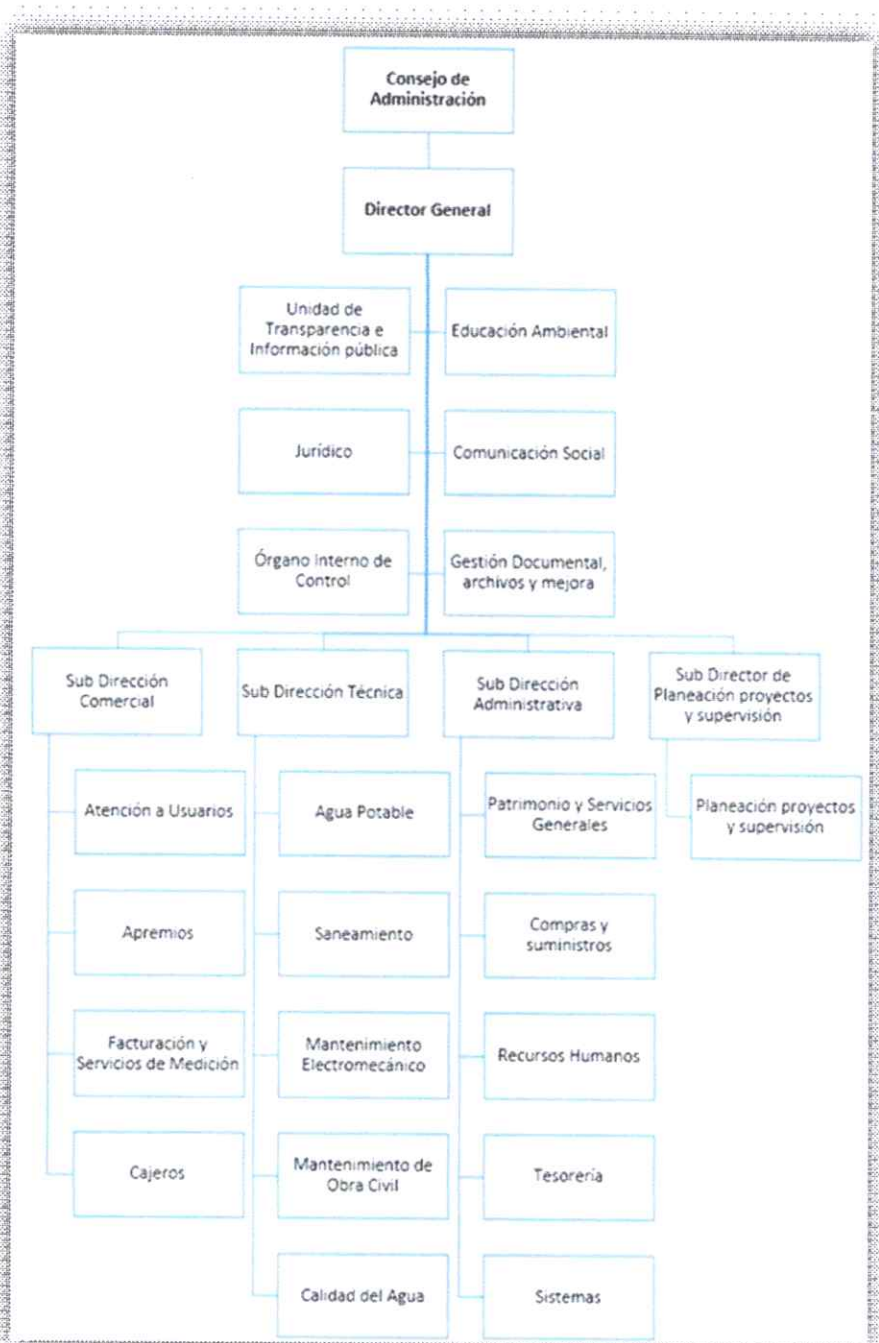 Consejo de
Administración
Director General
Unidad de
Transparencia e
Información pública
Educación Ambiental
Jurídico
Comunicación Social
Órgano Interno de
Control
Gestión Documental,
archivos y mejora
Sub Dirección
Comercial
Sub Dirección Técnica
Sub Dirección
Administrativa
Sub Director de
Planeación proyectos
y supervisión
Atención a Usuarios
Agua Potable
Patrimonio y Servicios
Generales
Planeación proyectos
y supervisión
Apremios
Saneamiento
Compras y
suministros
Facturación y
Servicios de Medición
Mantenimiento
Electromecánico
Recursos Humanos
Cajeros
Mantenimiento de
Obra Civil
Tesorería
Calidad del Agua
Sistemas